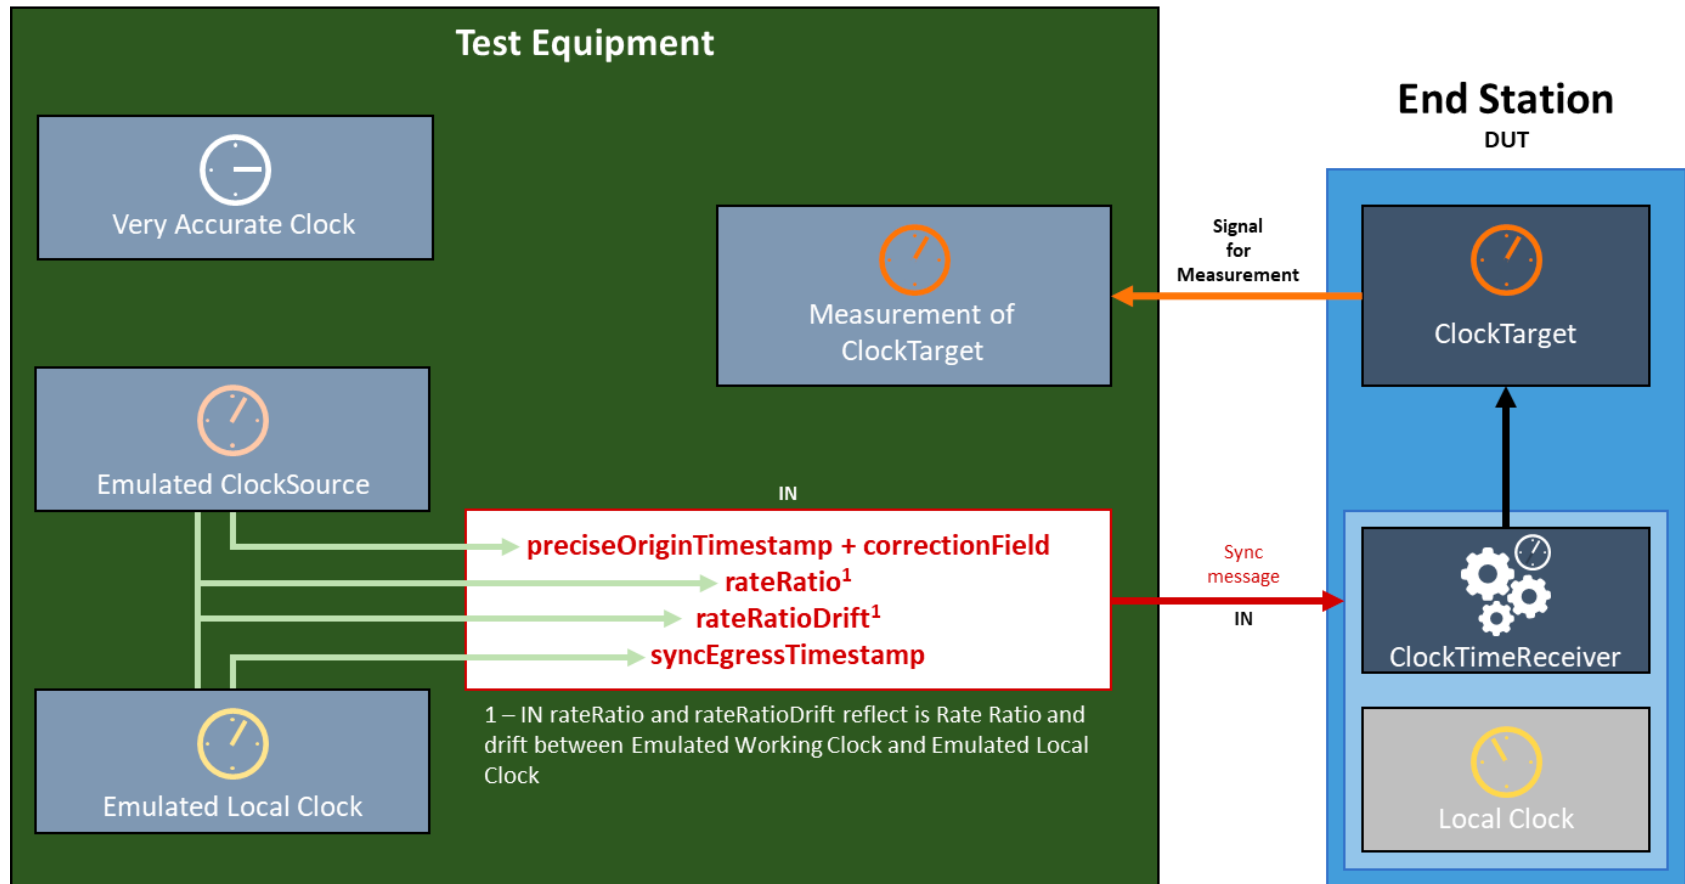 Test Equipment
Very Accurate Clock
Emulated ClockSource
Emulated Local Clock
Measurement of
ClockTarget
IN
preciseOriginTimestamp + correctionField
rateRatio¹
rateRatioDrift¹
syncEgressTimestamp
1 – IN rateRatio and rateRatioDrift reflect is Rate Ratio and
drift between Emulated Working Clock and Emulated Local
Clock
Signal
for
Measurement
Sync
message
IN
End Station
DUT
ClockTarget
ClockTimeReceiver
Local Clock